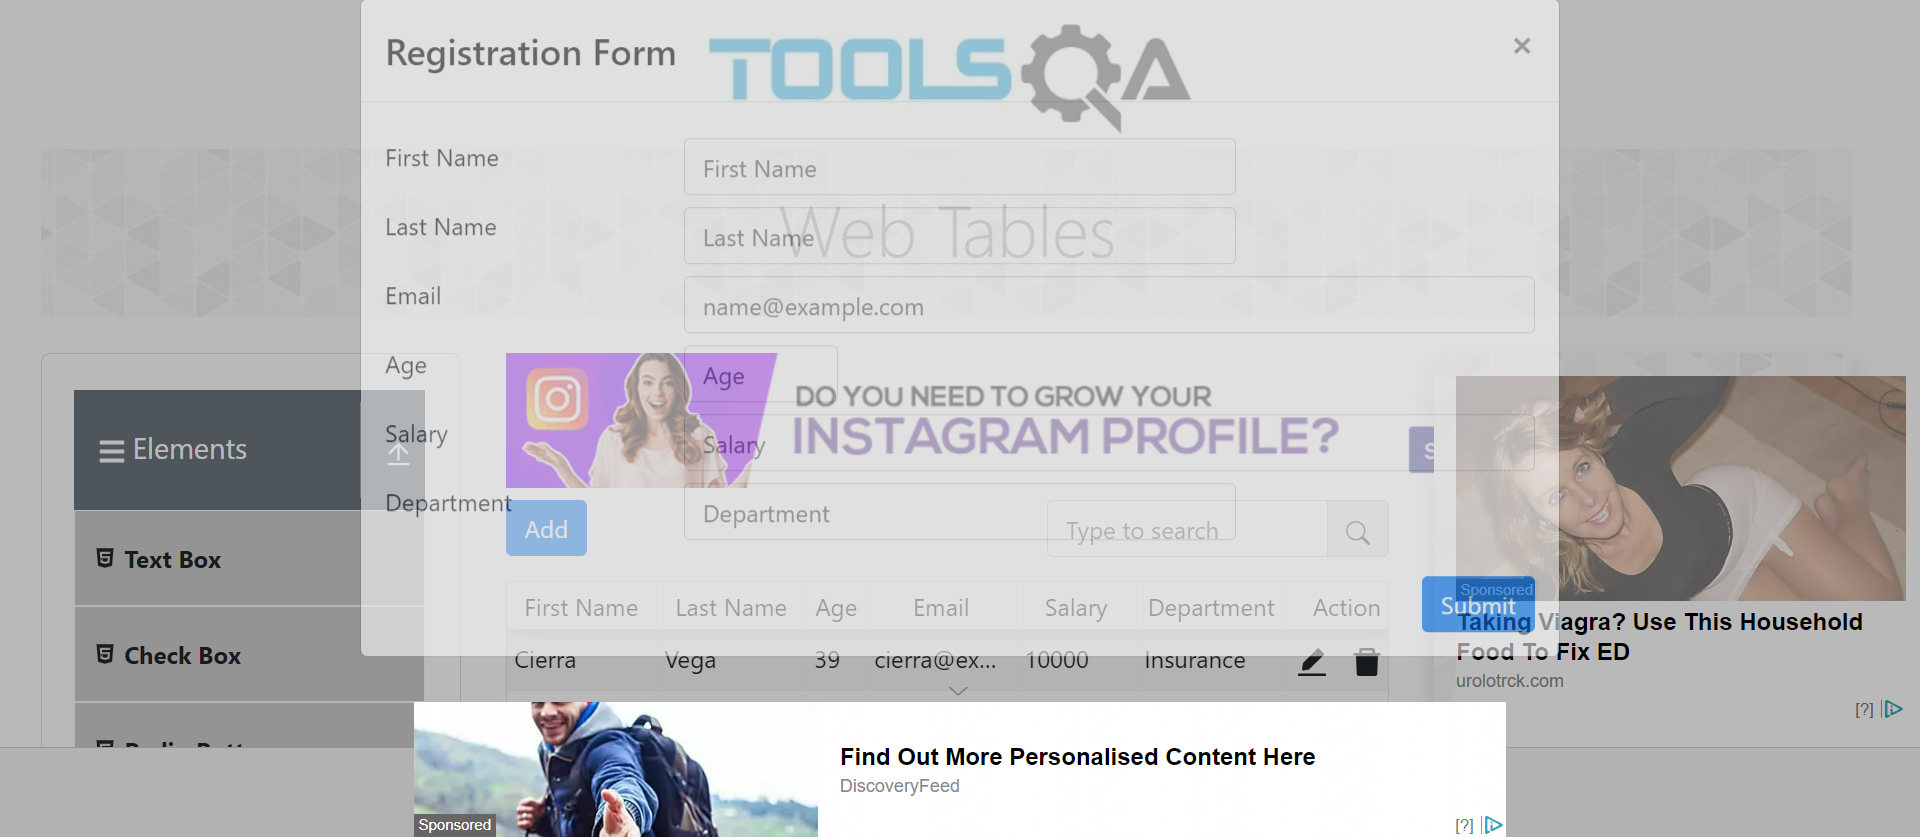 Registration Form
TOOLSQA
×
First Name
First Name
Web Tables
Last Name
Last Name
Email
name@example.com
Age
Age
DO YOU NEED TO GROW YOUR
INSTAGRAM PROFILE?
S
Salary
Salary
Elements
Department
Department
Add
Type to search
Text Box
First Name Last Name Age Email Salary Department Action
Submit
Sponsored
Taking Viagra? Use This Household
Food To Fix ED
urolotrck.com
[?]
Check Box
Cierra Vega 39 cierra@ex... 10000 Insurance
Find Out More Personalised Content Here
DiscoveryFeed
Sponsored
[?]